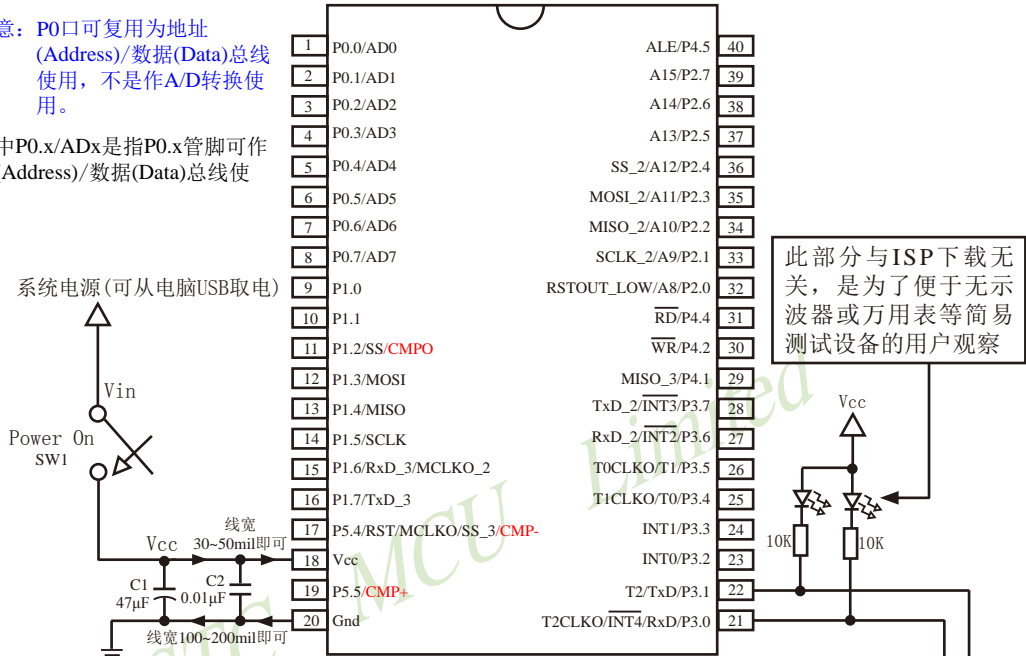 意：P0口可复用为地址
(Address)/数据(Data)总线
使用，不是作A/D转换使
用。
中P0.x/ADx是指P0.x管脚可作
(Address)/数据(Data)总线使
系统电源(可从电脑USB取电)
Vin
Power On
SW1
Vcc
线宽
30~50mil即可
C1
47μF
C2
0.01μF
线宽100~200mil即可
1 P0.0/AD0
2 P0.1/AD1
3 P0.2/AD2
4 P0.3/AD3
5 P0.4/AD4
6 P0.5/AD5
7 P0.6/AD6
8 P0.7/AD7
9 P1.0
10 P1.1
11 P1.2/SS/CMPO
12 P1.3/MOSI
13 P1.4/MISO
14 P1.5/SCLK
15 P1.6/RxD_3/MCLKO_2
16 P1.7/TxD_3
17 P5.4/RST/MCLKO/SS_3/CMP-
18 Vcc
19 P5.5/CMP+
20 Gnd
ALE/P4.5 40
A15/P2.7 39
A14/P2.6 38
A13/P2.5 37
SS_2/A12/P2.4 36
MOSI_2/A11/P2.3 35
MISO_2/A10/P2.2 34
SCLK_2/A9/P2.1 33
RSTOUT_LOW/A8/P2.0 32
RD/P4.4 31
WR/P4.2 30
MISO_3/P4.1 29
TxD_2/INT3/P3.7 28
RxD_2/INT2/P3.6 27
T0CLKO/T1/P3.5 26
T1CLKO/T0/P3.4 25
INT1/P3.3 24
INT0/P3.2 23
T2/TxD/P3.1 22
T2CLKO/INT4/RxD/P3.0 21
此部分与ISP下载无
关，是为了便于无示
波器或万用表等简易
测试设备的用户观察
Vcc
10K
10K
STC MCU Limited